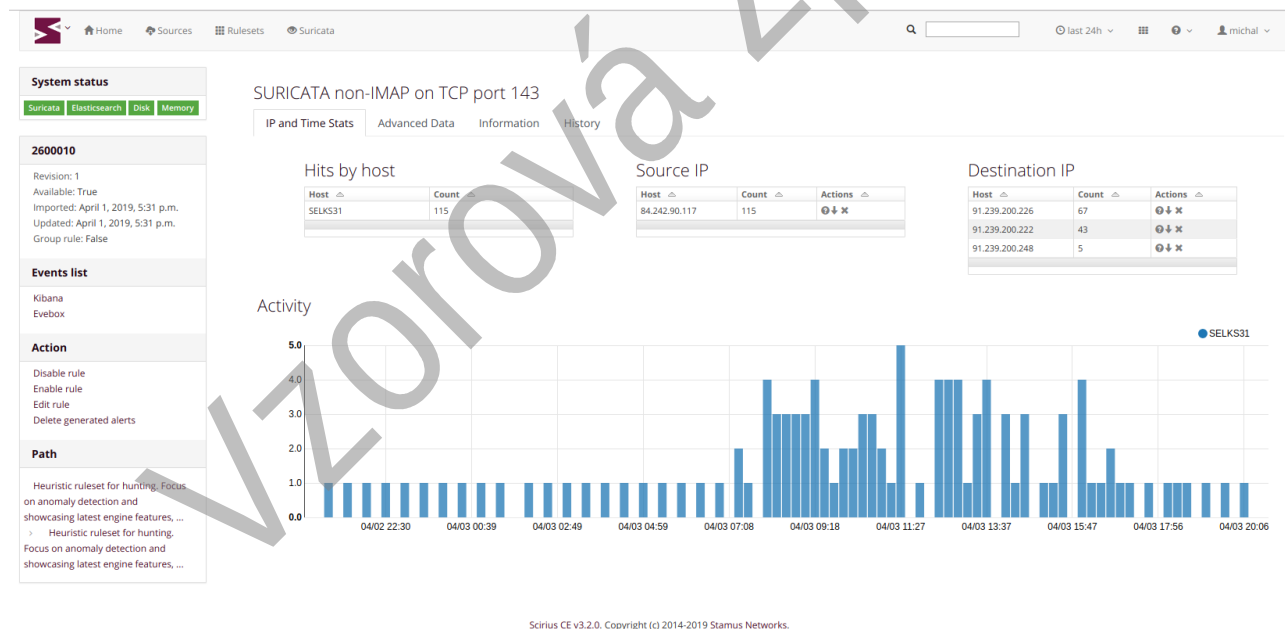 Home Sources Rulesets Suricata last 24h michal
System status
Suricata Elasticsearch Disk Memory
2600010
Revision: 1
Available: True
Imported: April 1, 2019, 5:31 p.m.
Updated: April 1, 2019, 5:31 p.m.
Group rule: False
Events list
Kibana
Evebox
Action
Disable rule
Enable rule
Edit rule
Delete generated alerts
Path
Heuristic ruleset for hunting. Focus
on anomaly detection and
showcasing latest engine features, ...
Heuristic ruleset for hunting.
Focus on anomaly detection and
showcasing latest engine features, ...
SURICATA non-IMAP on TCP port 143
IP and Time Stats Advanced Data Information History
Hits by host
Host Count
SELKS31 115
Source IP
Host Count Actions
84.242.90.117 115
Destination IP
Host Count Actions
91.239.200.226 67
91.239.200.222 43
91.239.200.248 5
Activity
SELKS31
5.0
4.0
3.0
2.0
1.0
0.0
04/02 22:30 04/03 00:39 04/03 02:49 04/03 04:59 04/03 07:08 04/03 09:18 04/03 11:27 04/03 13:37 04/03 15:47 04/03 17:56 04/03 20:06
Vzorová
Scirius CE v3.2.0. Copyright (c) 2014-2019 Stamus Networks.